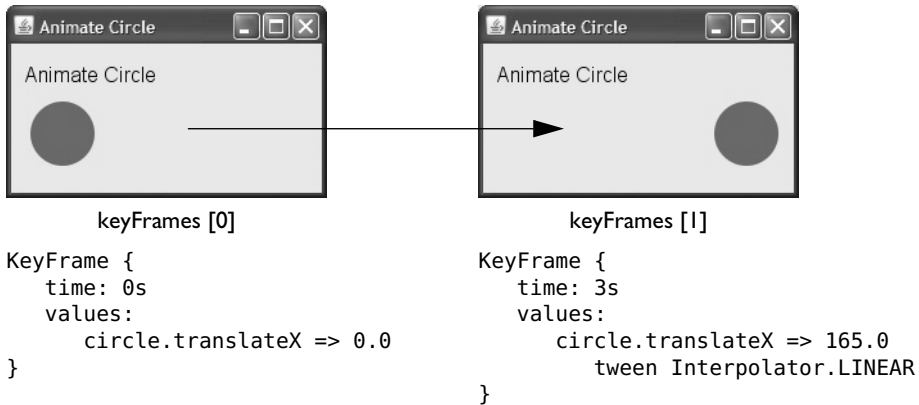 Animate Circle
Animate Circle
keyFrames [0]
KeyFrame {
   time: 0s
   values:
      circle.translateX => 0.0
}
Animate Circle
Animate Circle
keyFrames [1]
KeyFrame {
   time: 3s
   values:
      circle.translateX => 165.0
         tween Interpolator.LINEAR
}